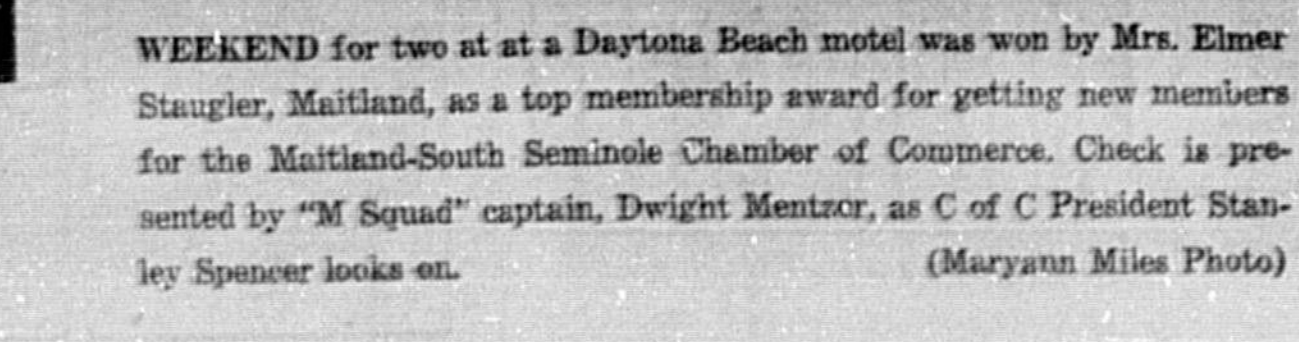 WEEKEND for two at at a Daytona Beach motel was won by Mrs. Elmer
Staugler, Maitland, as a top membership award for getting new members
for the Maitland-South Seminole Chamber of Commerce. Check is pre-
sented by "M Squad" captain, Dwight Mentzer, as C of C President Stan-
ley Spencer looks on. (Maryann Miles Photo)